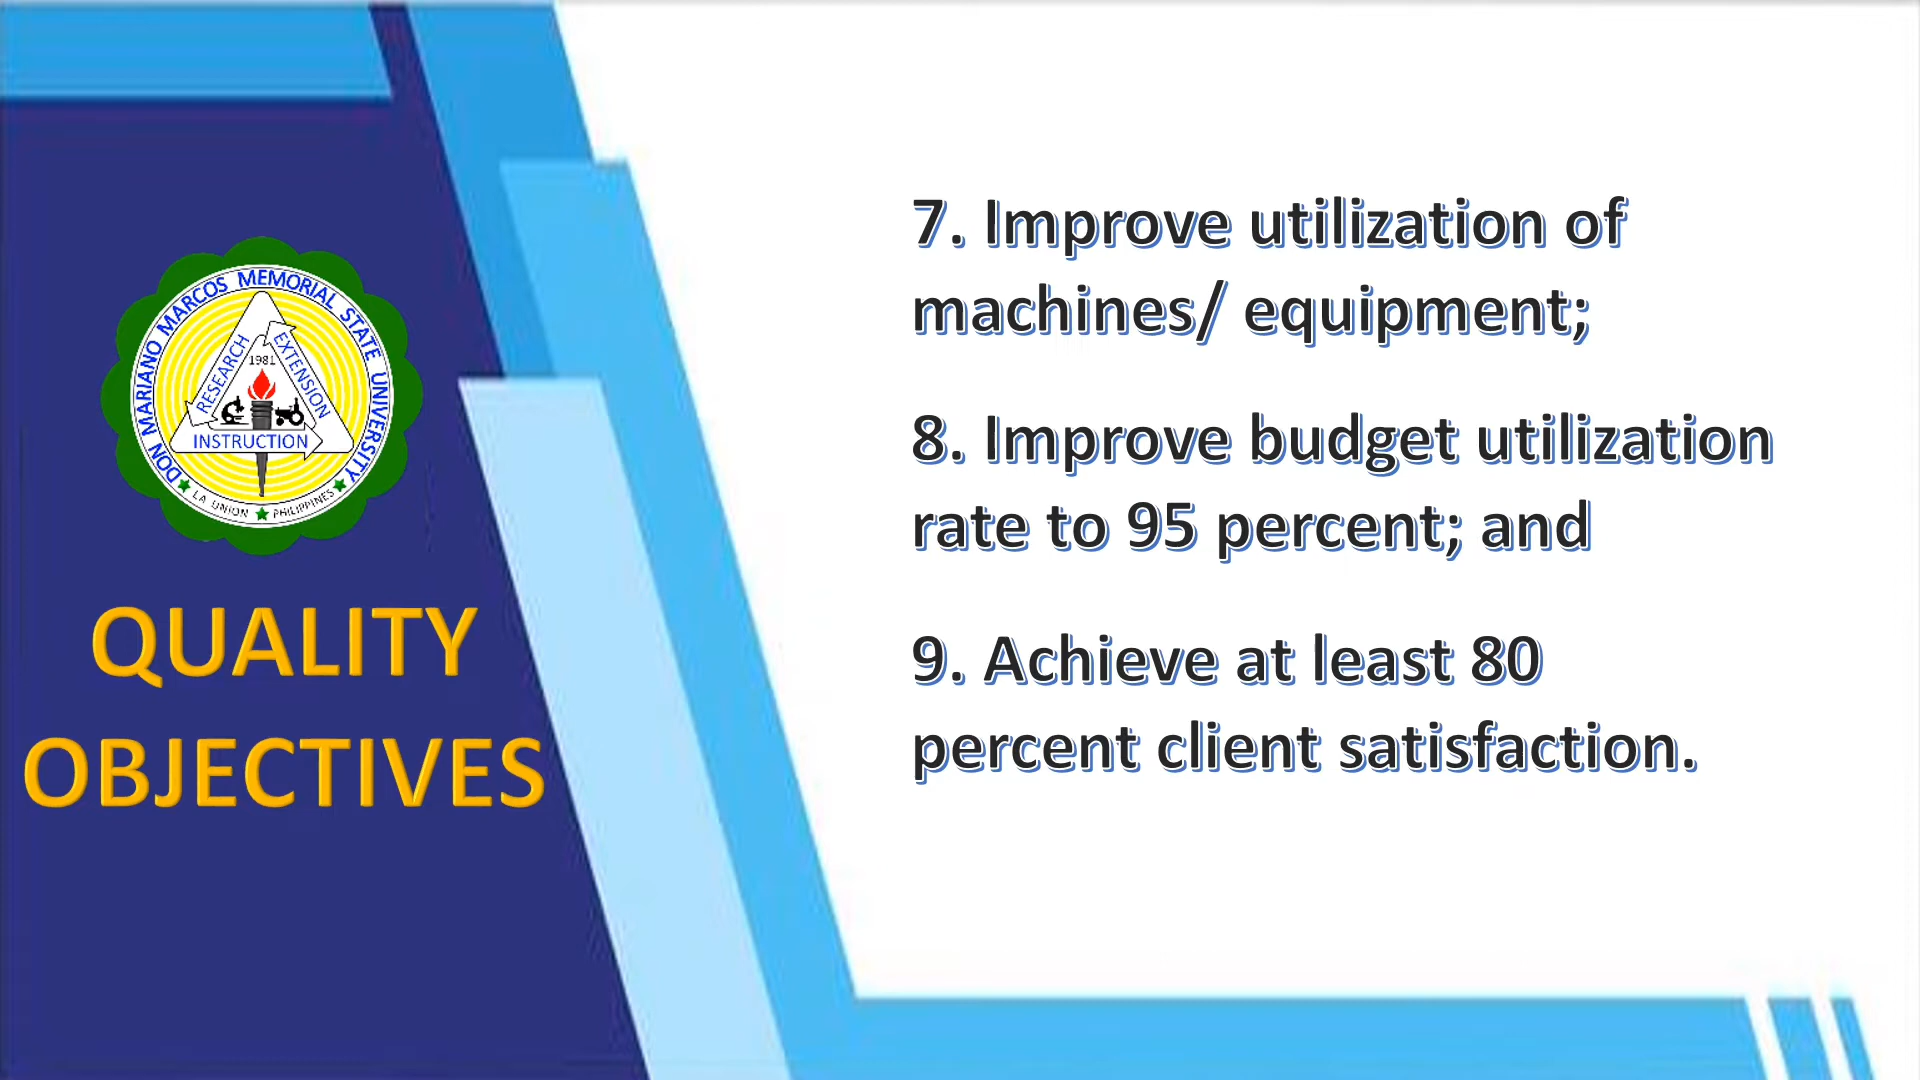 DON MARIANO MARCOS MEMORIAL STATE UNIVERSITY
RESEARCH
EXTENSION
1981
INSTRUCTION
LA UNION PHILIPPINES
QUALITY
OBJECTIVES
7. Improve utilization of
machines/ equipment;
8. Improve budget utilization
rate to 95 percent; and
9. Achieve at least 80
percent client satisfaction.